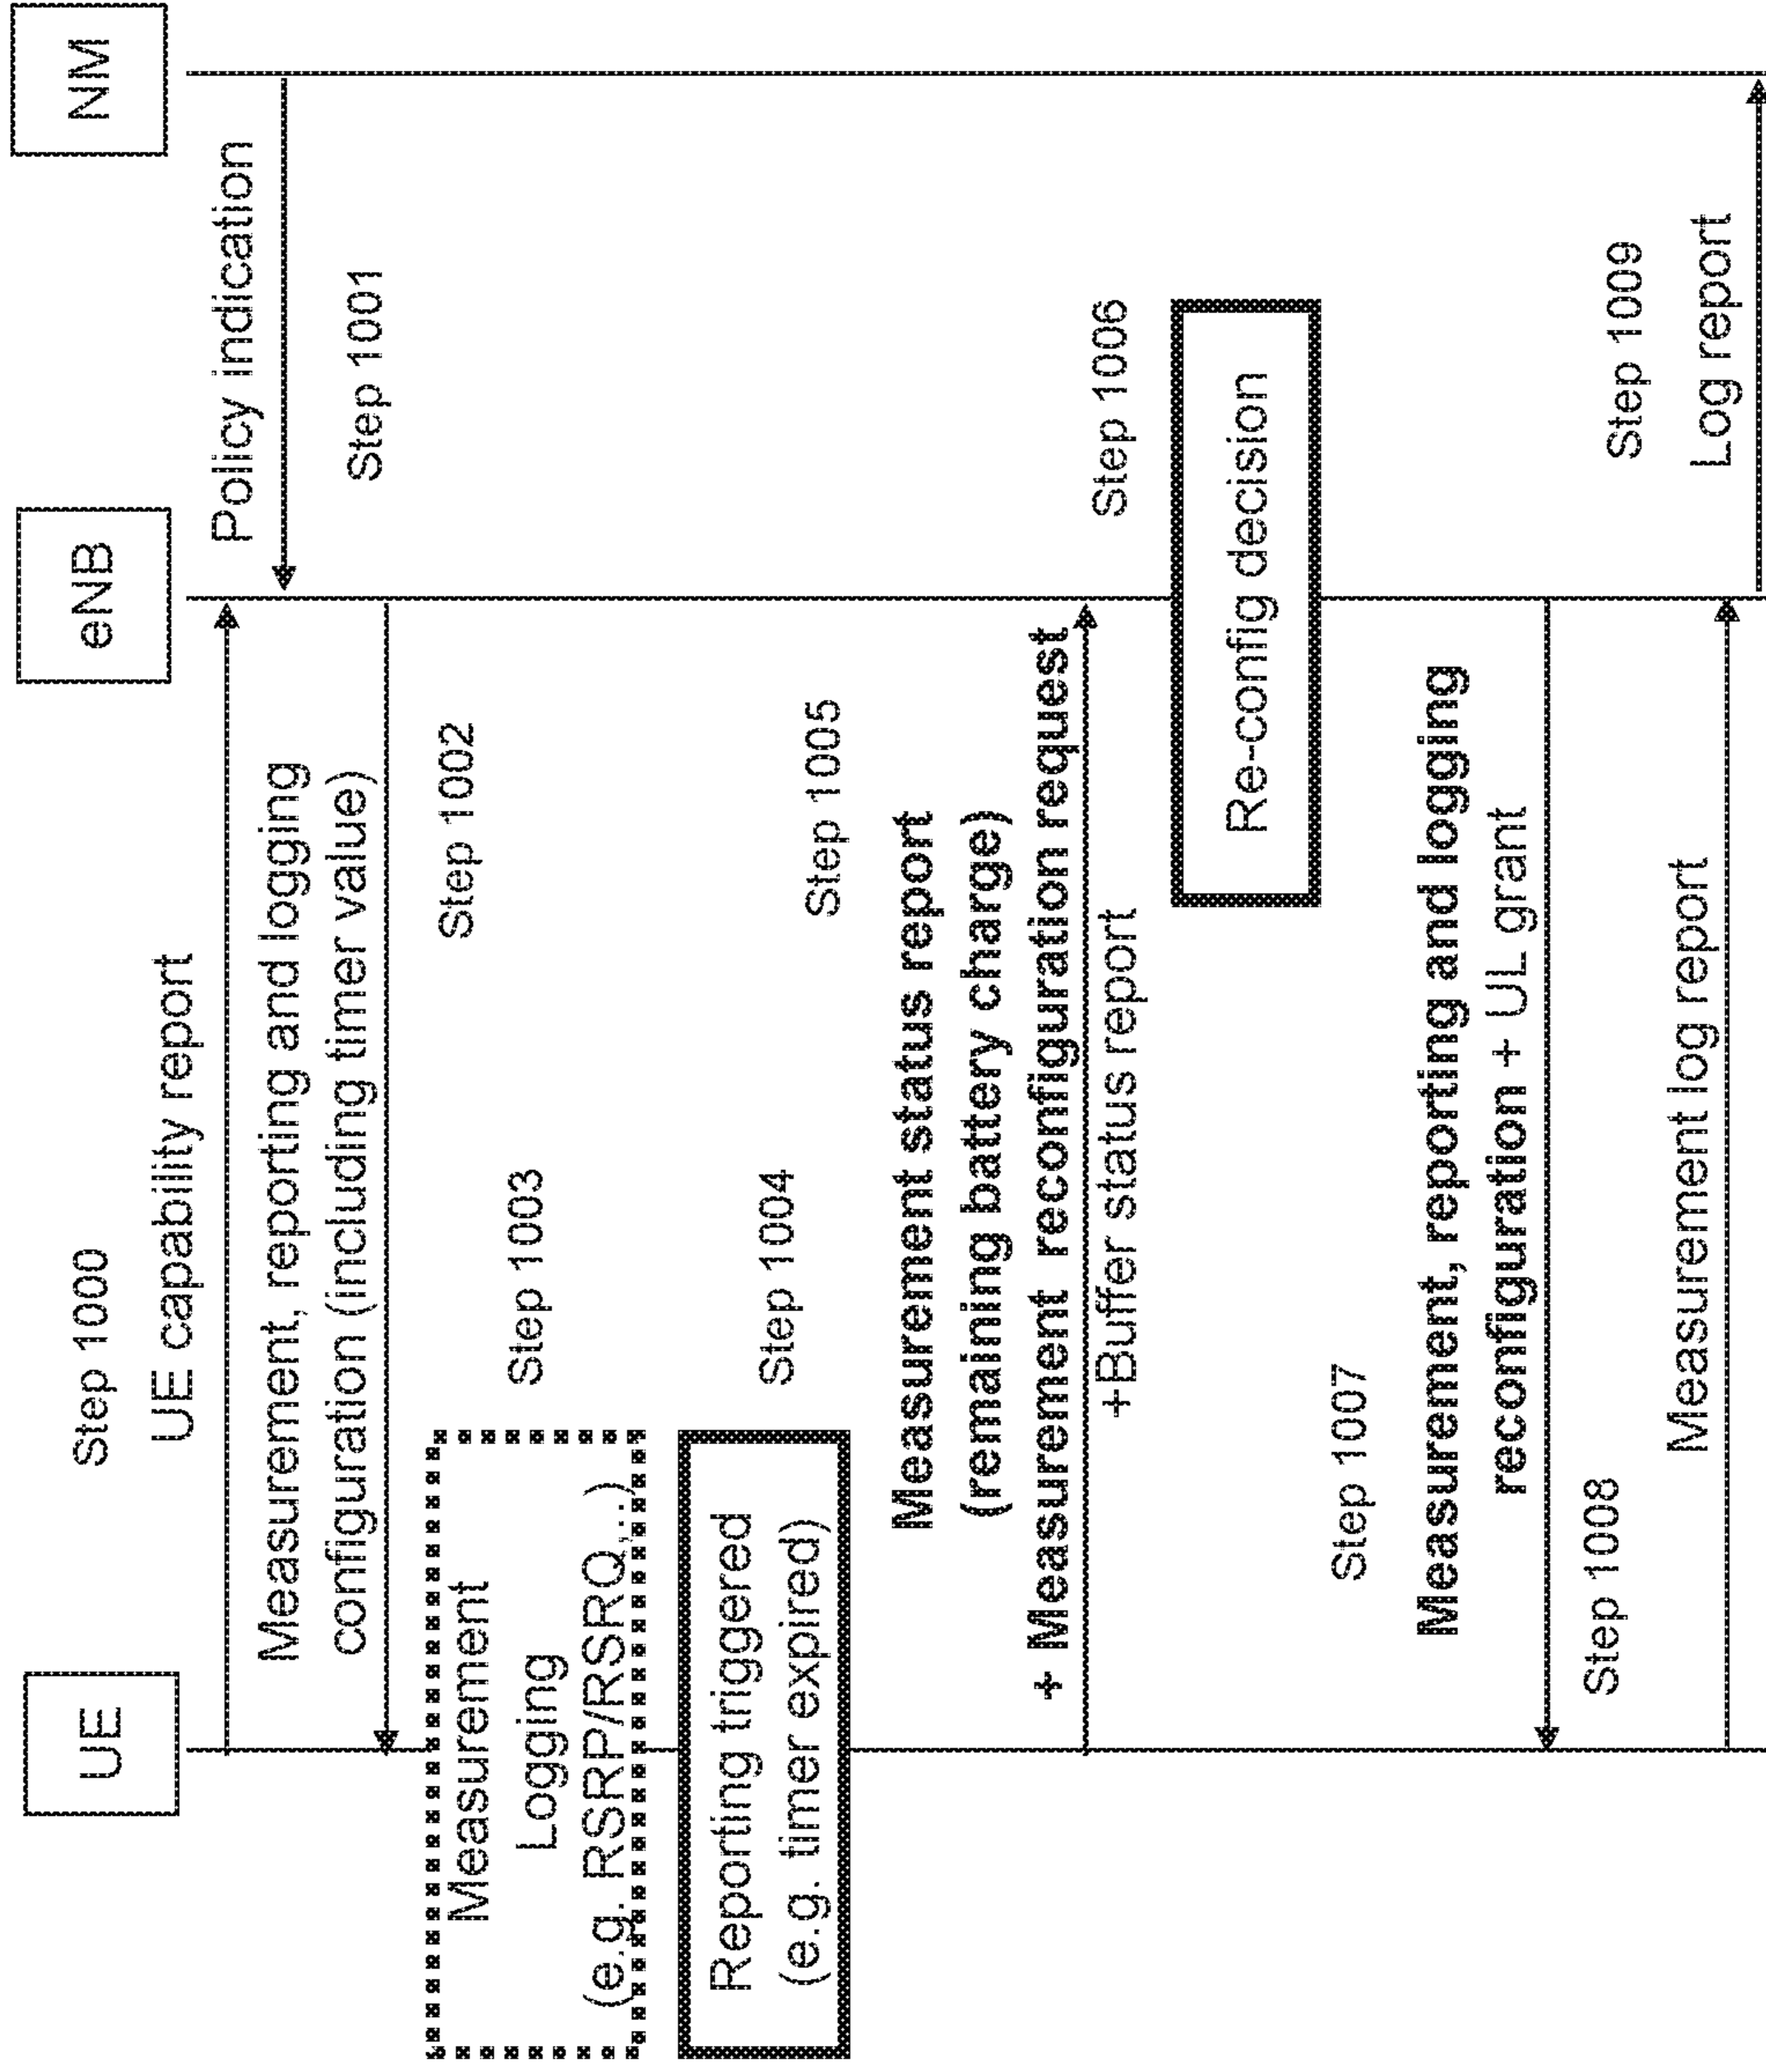 UE
eNB
NM
Step 1000
UE capability report
Policy indication
Step 1001
Measurement, reporting and logging
configuration (including timer value)
Step 1002
Measurement
Logging
(e.g. RSRP/RSRQ,..)
Step 1003
Reporting triggered
(e.g. timer expired)
Step 1004
Step 1005
Measurement status report
(remaining battery charge)
+ Measurement reconfiguration request
+Buffer status report
Step 1006
Re-config decision
Step 1007
Measurement, reporting and logging
reconfiguration + UL grant
Step 1008
Measurement log report
Step 1009
Log report